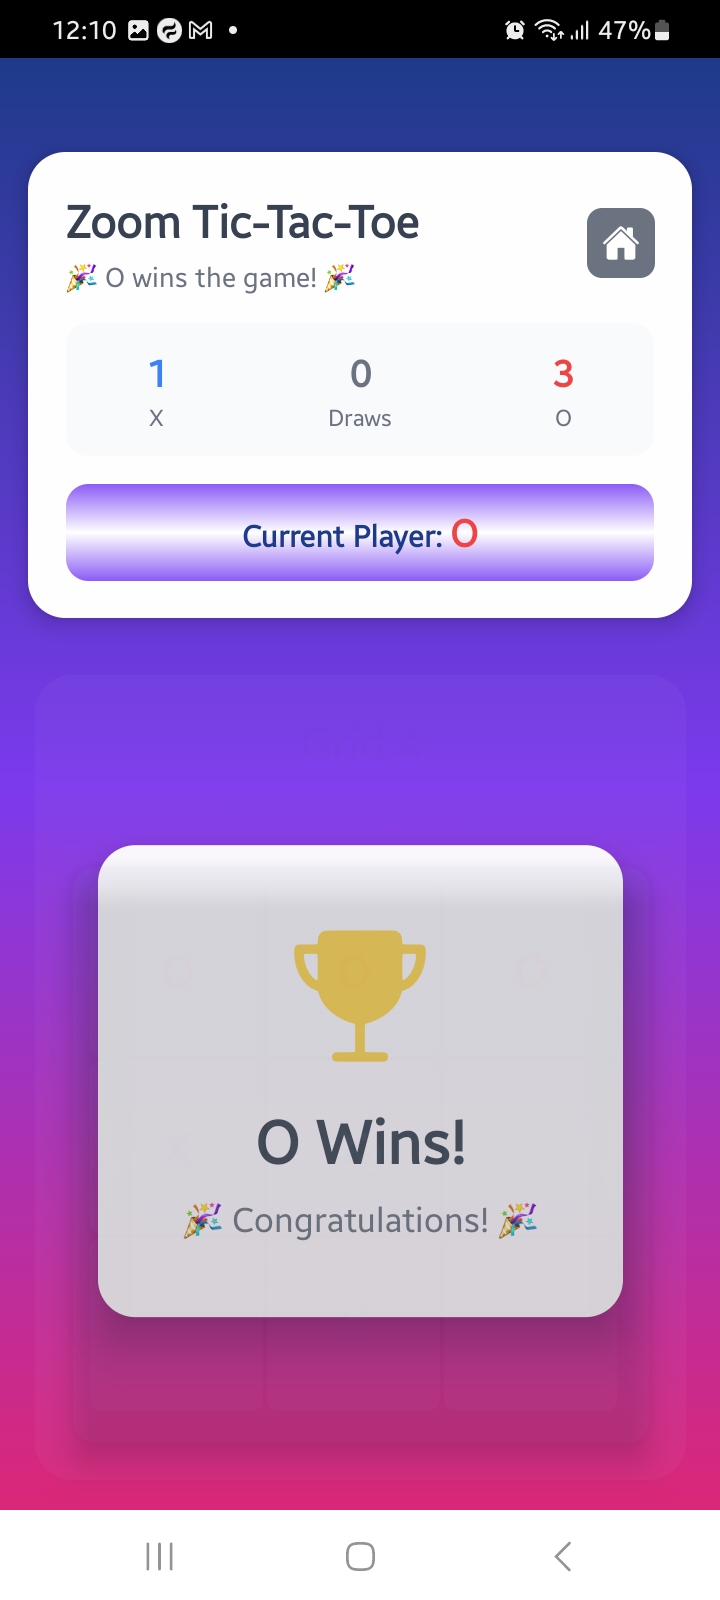 12:10
47%
Zoom Tic-Tac-Toe
🎉 O wins the game! 🎉
1 0 3
X Draws O
Current Player: O
O O O
O Wins!
🎉 Congratulations! 🎉